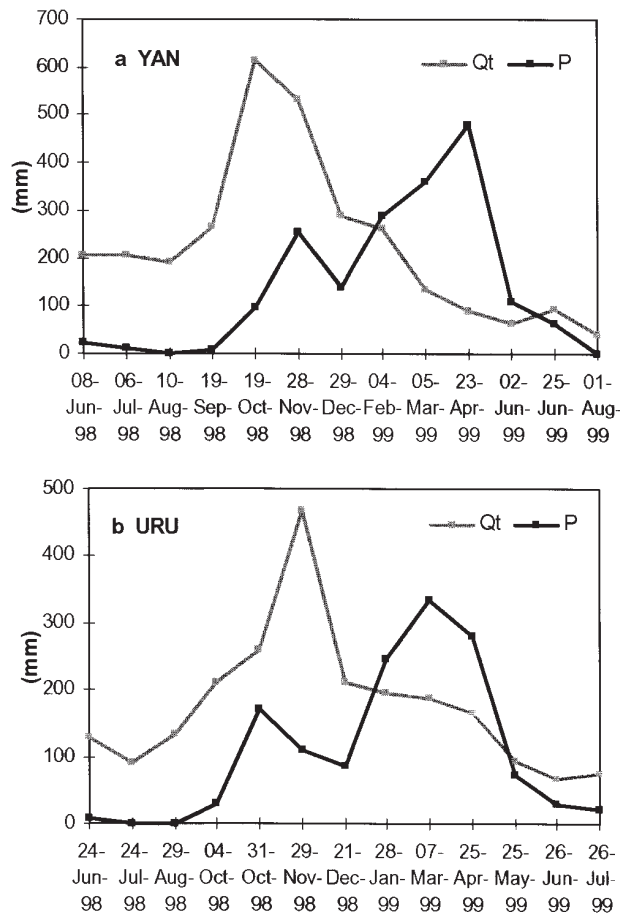 700
600
500
400
300
200
100
0
(mm)
a YAN
Qt P
08- 06- 10- 19- 19- 28- 29- 04- 05- 23- 02- 25- 01-
Jun- Jul- Aug- Sep- Oct- Nov- Dec- Feb- Mar- Apr- Jun- Jun- Aug-
98 98 98 98 98 98 98 99 99 99 99 99 99
500
400
300
200
100
0
(mm)
b URU
Qt P
24- 24- 29- 04- 31- 29- 21- 28- 07- 25- 25- 26- 26-
Jun- Jul- Aug- Oct- Oct- Nov- Dec- Jan- Mar- Apr- May- Jun- Jul-
98 98 98 98 98 98 98 99 99 99 99 99 99